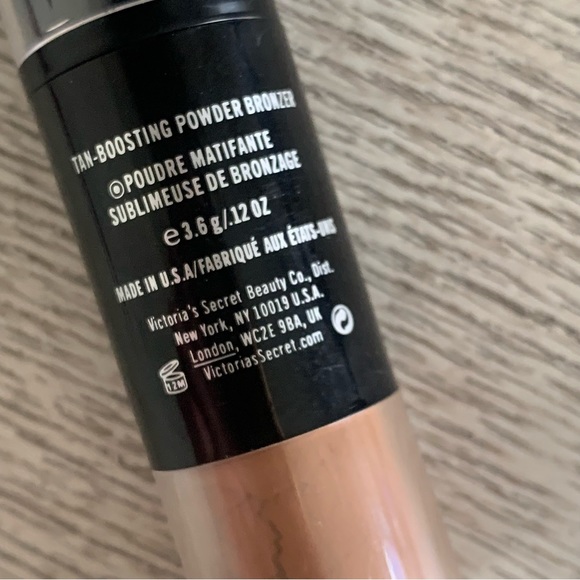 TAN-BOOSTING POWDER BRONZER
POUDRE MATIFANTE
SUBLIMEUSE DE BRONZAGE
e 3.6 g/.12 OZ
MADE IN U.S.A/FABRIQUÉ AUX ÉTATS-UNIS
Victoria's Secret Beauty Co., Dist.
New York, NY 10019 U.S.A.
London, WC2E 9BA, UK
VictoriasSecret.com
12M